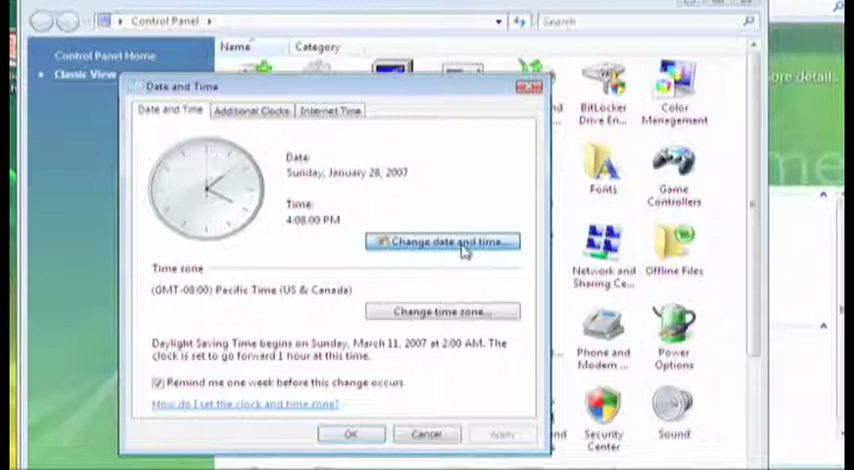 Control Panel
Search
Control Panel Home
Classic View
Name
Category
ore details.
me
Date and Time
Date and Time
Additional Clocks
Internet Time
Date:
Sunday, January 28, 2007
Time:
4:08:00 PM
Change date and time...
Time zone
(GMT-08:00) Pacific Time (US & Canada)
Change time zone...
Daylight Saving Time begins on Sunday, March 11, 2007 at 2:00 AM. The
clock is set to go forward 1 hour at this time.
Remind me one week before this change occurs
How do I set the clock and time zone?
OK
Cancel
Apply
nd
BitLocker
Drive En...
Color
Management
Fonts
Game
Controllers
Network and
Sharing Ce...
Offline Files
Phone and
Modem ...
Power
Options
nd
Security
Center
Sound